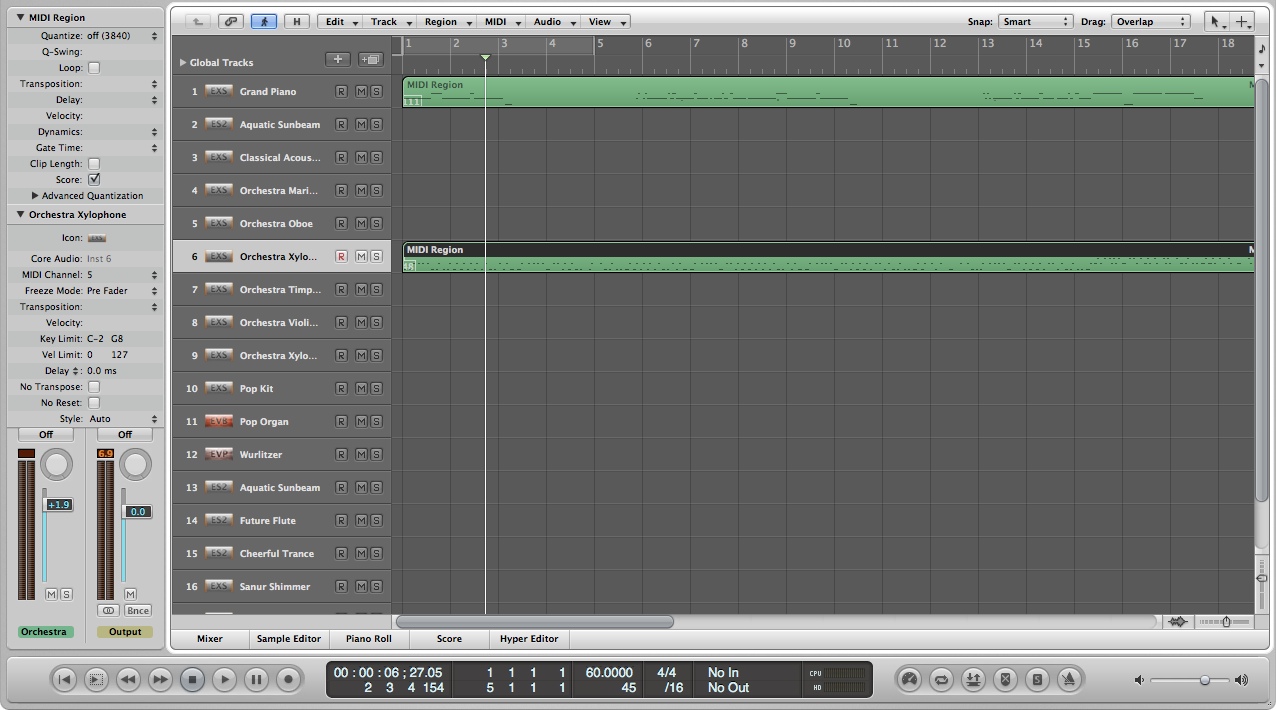 MIDI Region
Quantize: off (3840)
Q-Swing:
Loop:
Transposition:
Delay:
Velocity:
Dynamics:
Gate Time:
Clip Length:
Score:
Advanced Quantization
Orchestra Xylophone
Icon:
Core Audio: Inst 6
MIDI Channel: 5
Freeze Mode: Pre Fader
Transposition:
Velocity:
Key Limit: C-2 G8
Vel Limit: 0 127
Delay : 0.0 ms
No Transpose:
No Reset:
Style: Auto
Off Off
6.9
+1.9 0.0
M S M
Bnce
Orchestra Output
H Edit Track Region MIDI Audio View Snap: Smart Drag: Overlap
1 2 3 4 5 6 7 8 9 10 11 12 13 14 15 16 17 18
Global Tracks
1 EXS Grand Piano R M S
MIDI Region
2 ES2 Aquatic Sunbeam R M S
3 EXS Classical Acous... R M S
4 EXS Orchestra Mari... R M S
5 EXS Orchestra Oboe R M S
6 EXS Orchestra Xylo... R M S
MIDI Region
7 EXS Orchestra Timp... R M S
8 EXS Orchestra Violi... R M S
9 EXS Orchestra Xylo... R M S
10 EXS Pop Kit R M S
11 EVB Pop Organ R M S
12 EVP Wurlitzer R M S
13 ES2 Aquatic Sunbeam R M S
14 ES2 Future Flute R M S
15 ES2 Cheerful Trance R M S
16 EXS Sanur Shimmer R M S
Mixer Sample Editor Piano Roll Score Hyper Editor
00 : 00 : 06 ; 27.05 1 1 1 1 60.0000 4/4 No In CPU
2 3 4 154 5 1 1 1 45 /16 No Out HD